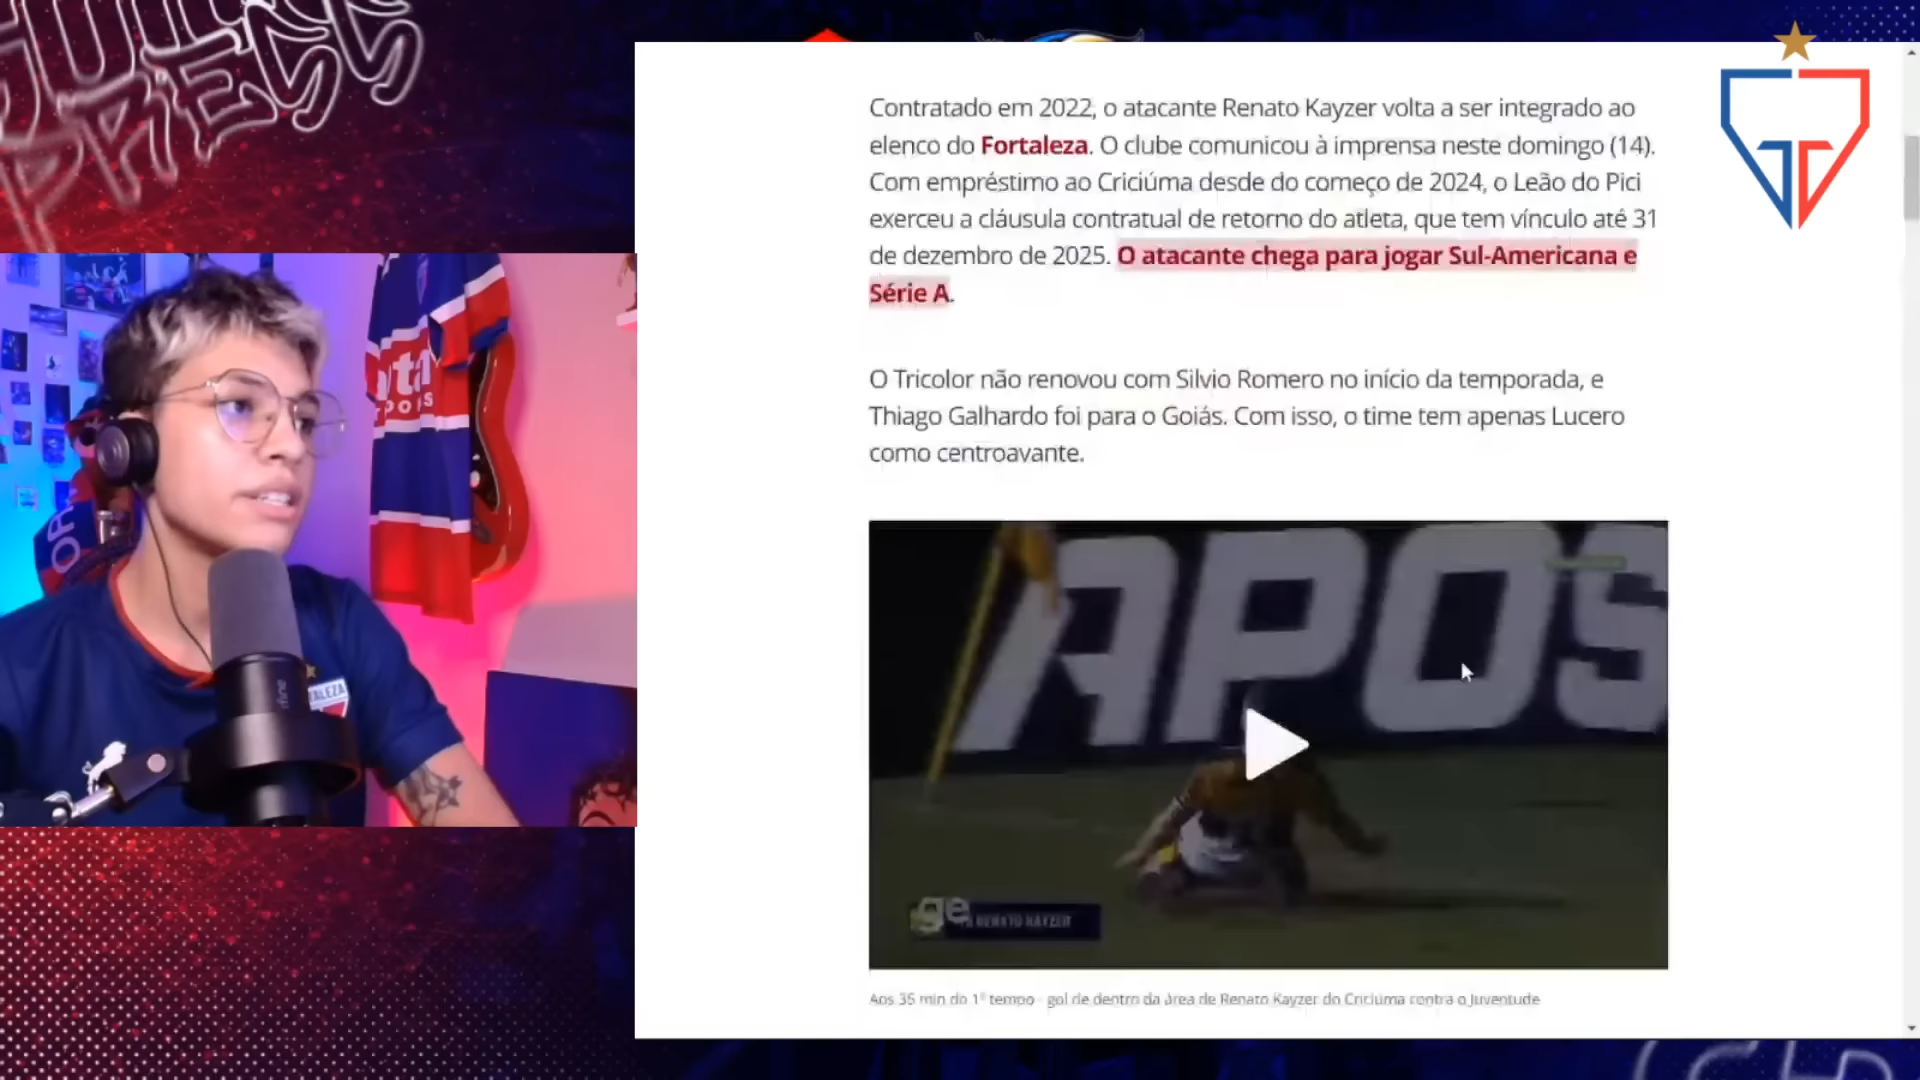 PRESS
Contratado em 2022, o atacante Renato Kayzer volta a ser integrado ao
elenco do Fortaleza. O clube comunicou à imprensa neste domingo (14).
Com empréstimo ao Criciúma desde do começo de 2024, o Leão do Pici
exerceu a cláusula contratual de retorno do atleta, que tem vínculo até 31
de dezembro de 2025. O atacante chega para jogar Sul-Americana e
Série A.
O Tricolor não renovou com Silvio Romero no início da temporada, e
Thiago Galhardo foi para o Goiás. Com isso, o time tem apenas Lucero
como centroavante.
APOS
ge
RENATO KAYZER
Aos 35 min do 1º tempo - gol de dentro da área de Renato Kayzer do Criciúma contra o Juventude
ALEZA
fine